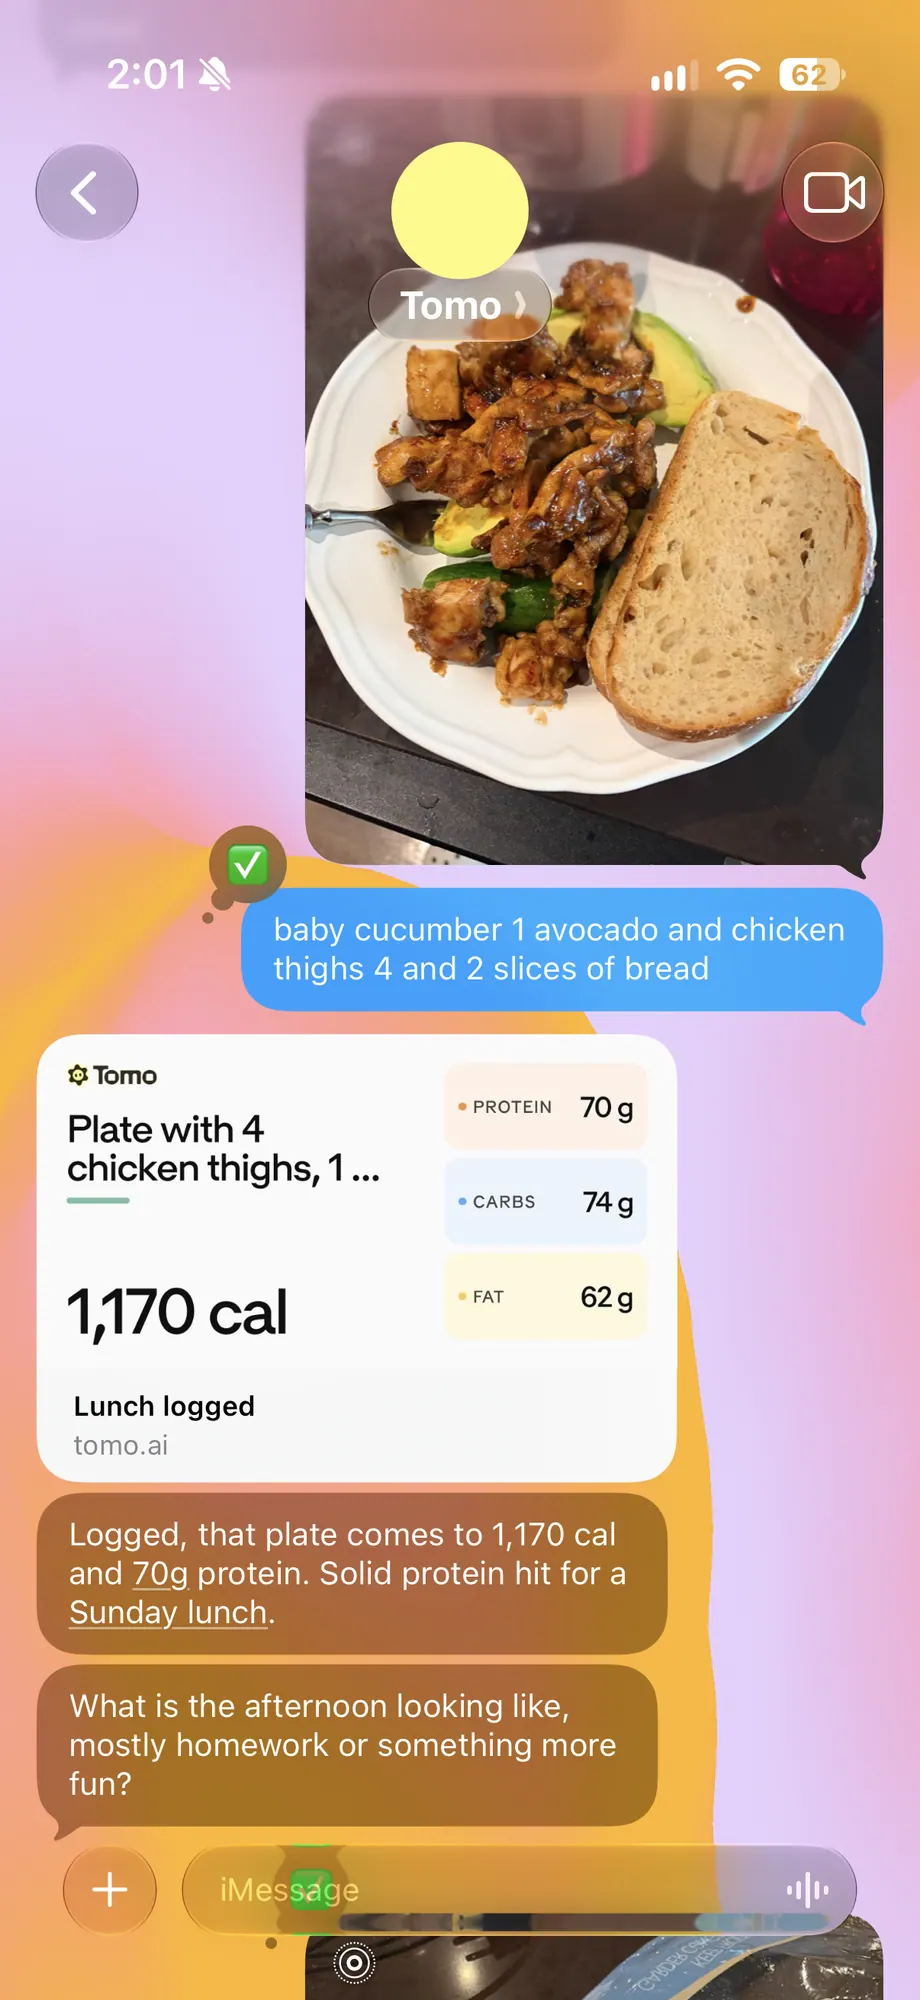 2:01
62
Tomo
baby cucumber 1 avocado and chicken
thighs 4 and 2 slices of bread
Tomo
Plate with 4
chicken thighs, 1 ...
1,170 cal
PROTEIN 70 g
CARBS 74 g
FAT 62 g
Lunch logged
tomo.ai
Logged, that plate comes to 1,170 cal
and 70g protein. Solid protein hit for a
Sunday lunch.
What is the afternoon looking like,
mostly homework or something more
fun?
iMessage